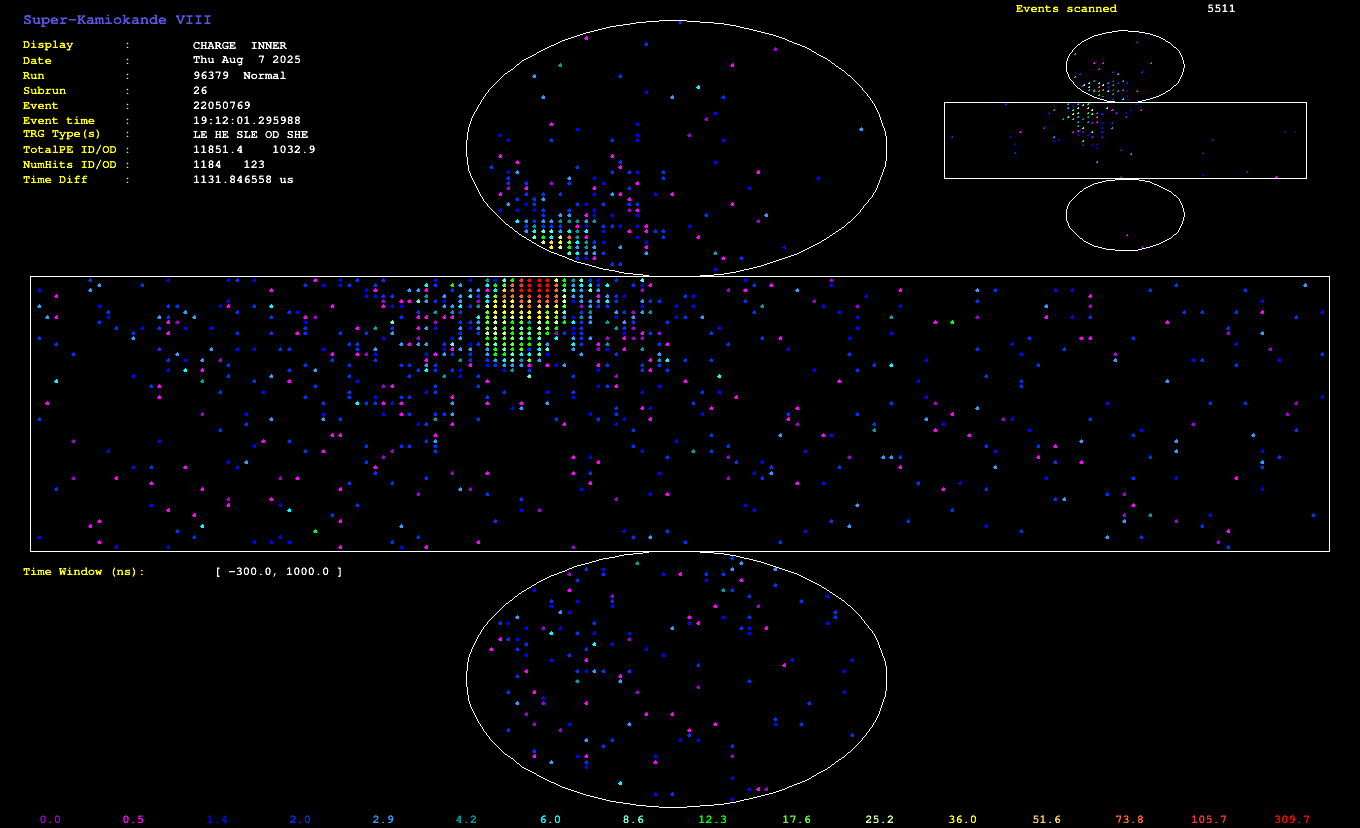 Super-Kamiokande VIII
Events scanned 5511
Display : CHARGE INNER
Date : Thu Aug 7 2025
Run : 96379 Normal
Subrun : 26
Event : 22050769
Event time : 19:12:01.295988
TRG Type(s) : LE HE SLE OD SHE
TotalPE ID/OD : 11851.4 1032.9
NumHits ID/OD : 1184 123
Time Diff : 1131.846558 us
Time Window (ns): [ -300.0, 1000.0 ]
0.0 0.5 1.4 2.0 2.9 4.2 6.0 8.6 12.3 17.6 25.2 36.0 51.6 73.8 105.7 309.7